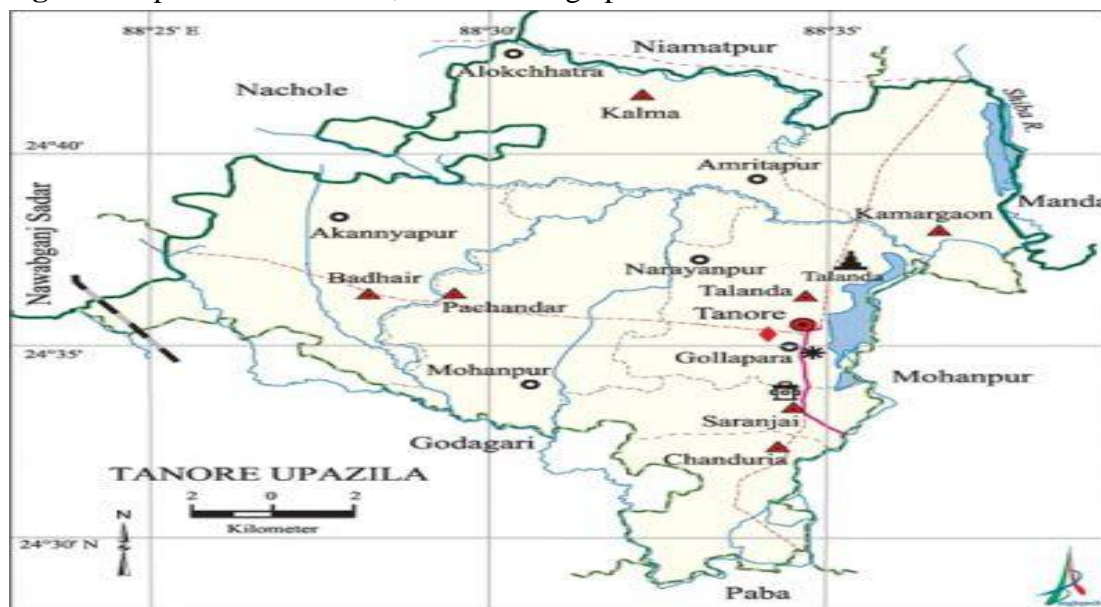 88°25' E
88°30'
88°35'
Niamatpur
Alokchhatra
Nachole
Kalma
Shiba R.
24°40'
Amritapur
Manda
Kamargaon
Nawabganj Sadar
Akannyapur
Narayanpur
Talanda
Badhair
Pachandar
Talanda
Tanore
24°35'
Gollapara
Mohanpur
Mohanpur
Saranjai
Godagari
Chanduria
TANORE UPAZILA
2 0 2
Kilometer
N
24°30' N
Paba